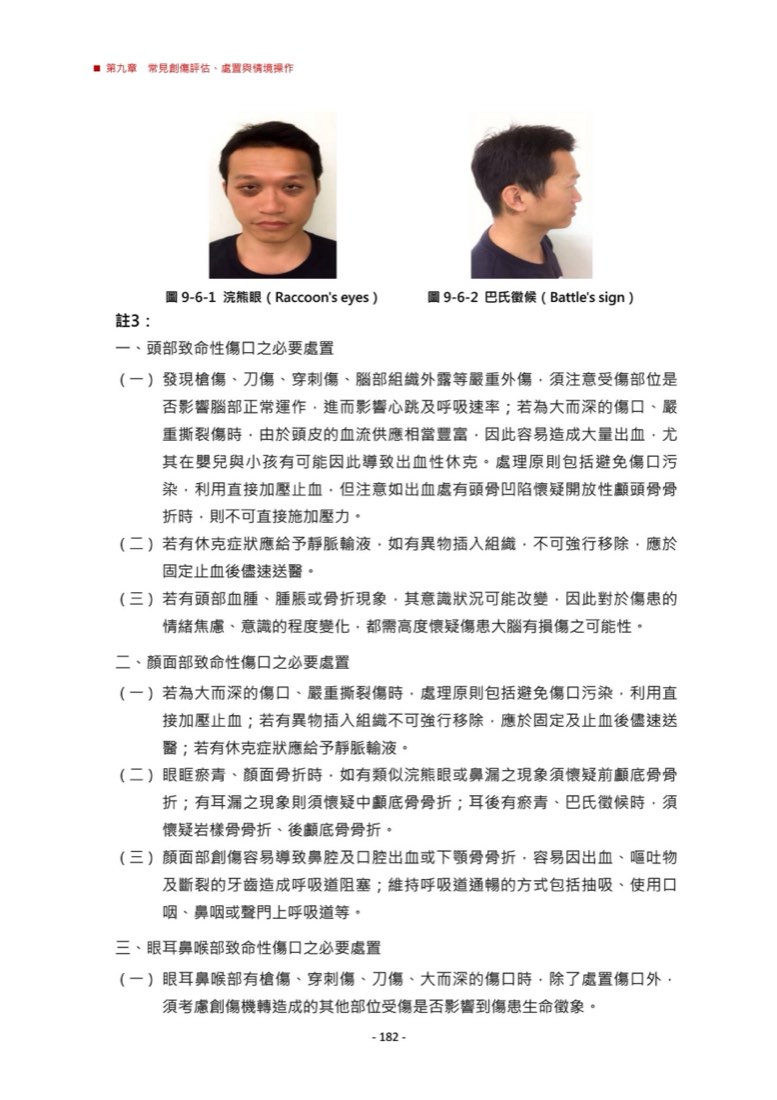 ■ 第九章　常見創傷評估、處置與情境操作
圖 9-6-1 浣熊眼（Raccoon's eyes）
圖 9-6-2 巴氏徵候（Battle's sign）
註3：
一、頭部致命性傷口之必要處置
（一）發現槍傷、刀傷、穿刺傷、腦部組織外露等嚴重外傷，須注意受傷部位是
否影響腦部正常運作，進而影響心跳及呼吸速率；若為大而深的傷口、嚴
重撕裂傷時，由於頭皮的血流供應相當豐富，因此容易造成大量出血，尤
其在嬰兒與小孩有可能因此導致出血性休克。處理原則包括避免傷口污
染，利用直接加壓止血，但注意如出血處有頭骨凹陷懷疑開放性顱頭骨骨
折時，則不可直接施加壓力。
（二）若有休克症狀應給予靜脈輸液，如有異物插入組織，不可強行移除，應於
固定止血後儘速送醫。
（三）若有頭部血腫、腫脹或骨折現象，其意識狀況可能改變，因此對於傷患的
情緒焦慮、意識的程度變化，都需高度懷疑傷患大腦有損傷之可能性。
二、顏面部致命性傷口之必要處置
（一）若為大而深的傷口、嚴重撕裂傷時，處理原則包括避免傷口污染，利用直
接加壓止血；若有異物插入組織不可強行移除，應於固定及止血後儘速送
醫；若有休克症狀應給予靜脈輸液。
（二）眼眶瘀青、顏面骨折時，如有類似浣熊眼或鼻漏之現象須懷疑前顱底骨骨
折；有耳漏之現象則須懷疑中顱底骨骨折；耳後有瘀青、巴氏徵候時，須
懷疑岩樣骨骨折、後顱底骨骨折。
（三）顏面部創傷容易導致鼻腔及口腔出血或下顎骨骨折，容易因出血、嘔吐物
及斷裂的牙齒造成呼吸道阻塞；維持呼吸道通暢的方式包括抽吸、使用口
咽、鼻咽或聲門上呼吸道等。
三、眼耳鼻喉部致命性傷口之必要處置
（一）眼耳鼻喉部有槍傷、穿刺傷、刀傷、大而深的傷口時，除了處置傷口外，
須考慮創傷機轉造成的其他部位受傷是否影響到傷患生命徵象。
- 182 -